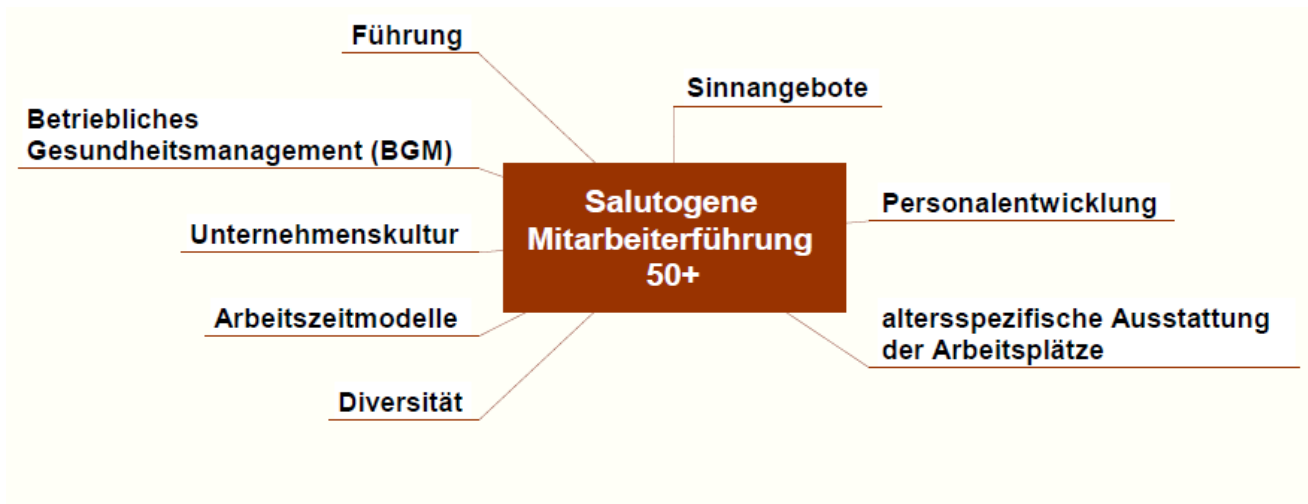 Führung
Sinnangebote
Betriebliches
Gesundheitsmanagement (BGM)
Salutogene
Mitarbeiterführung
50+
Personalentwicklung
Unternehmenskultur
Arbeitszeitmodelle
altersspezifische Ausstattung
der Arbeitsplätze
Diversität